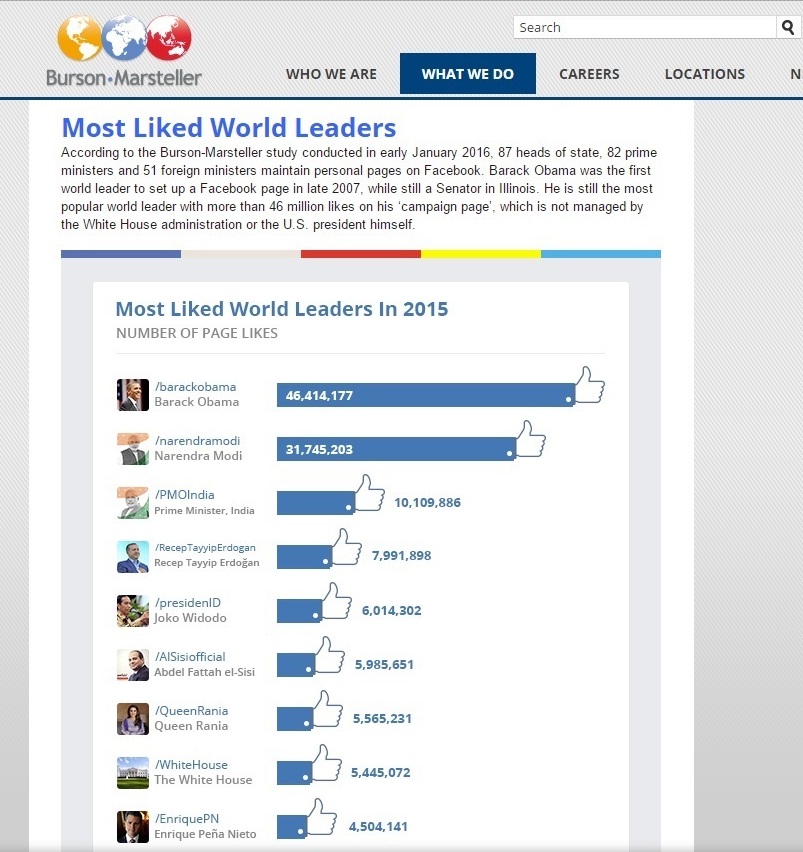 Search
Burson•Marsteller
WHO WE ARE
WHAT WE DO
CAREERS
LOCATIONS
Most Liked World Leaders
According to the Burson-Marsteller study conducted in early January 2016, 87 heads of state, 82 prime
ministers and 51 foreign ministers maintain personal pages on Facebook. Barack Obama was the first
world leader to set up a Facebook page in late 2007, while still a Senator in Illinois. He is still the most
popular world leader with more than 46 million likes on his ‘campaign page’, which is not managed by
the White House administration or the U.S. president himself.
Most Liked World Leaders In 2015
NUMBER OF PAGE LIKES
/barackobama
Barack Obama
46,414,177
/narendramodi
Narendra Modi
31,745,203
/PMOIndia
Prime Minister, India
10,109,886
/RecepTayyipErdogan
Recep Tayyip Erdoğan
7,991,898
/presidenID
Joko Widodo
6,014,302
/AlSisiofficial
Abdel Fattah el-Sisi
5,985,651
/QueenRania
Queen Rania
5,565,231
/WhiteHouse
The White House
5,445,072
/EnriquePN
Enrique Peña Nieto
4,504,141